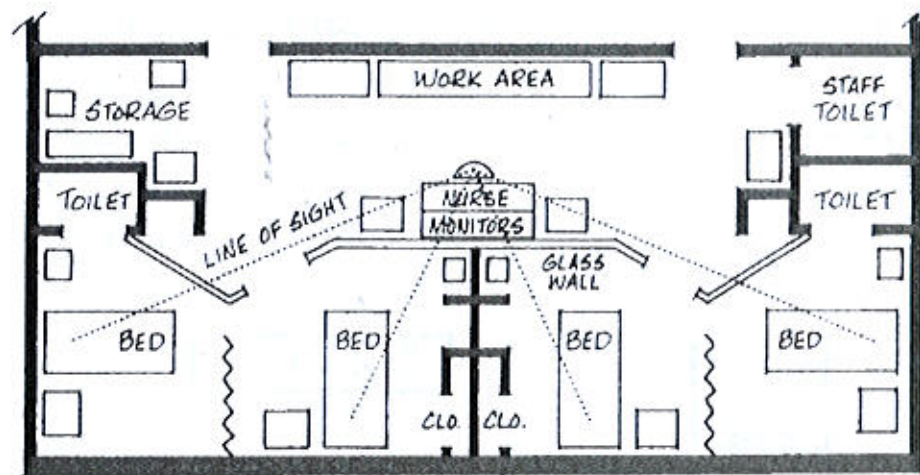 WORK AREA
STORAGE
STAFF
TOILET
TOILET
NURSE
MONITORS
TOILET
LINE OF SIGHT
GLASS
WALL
BED
BED
BED
BED
CLO.
CLO.